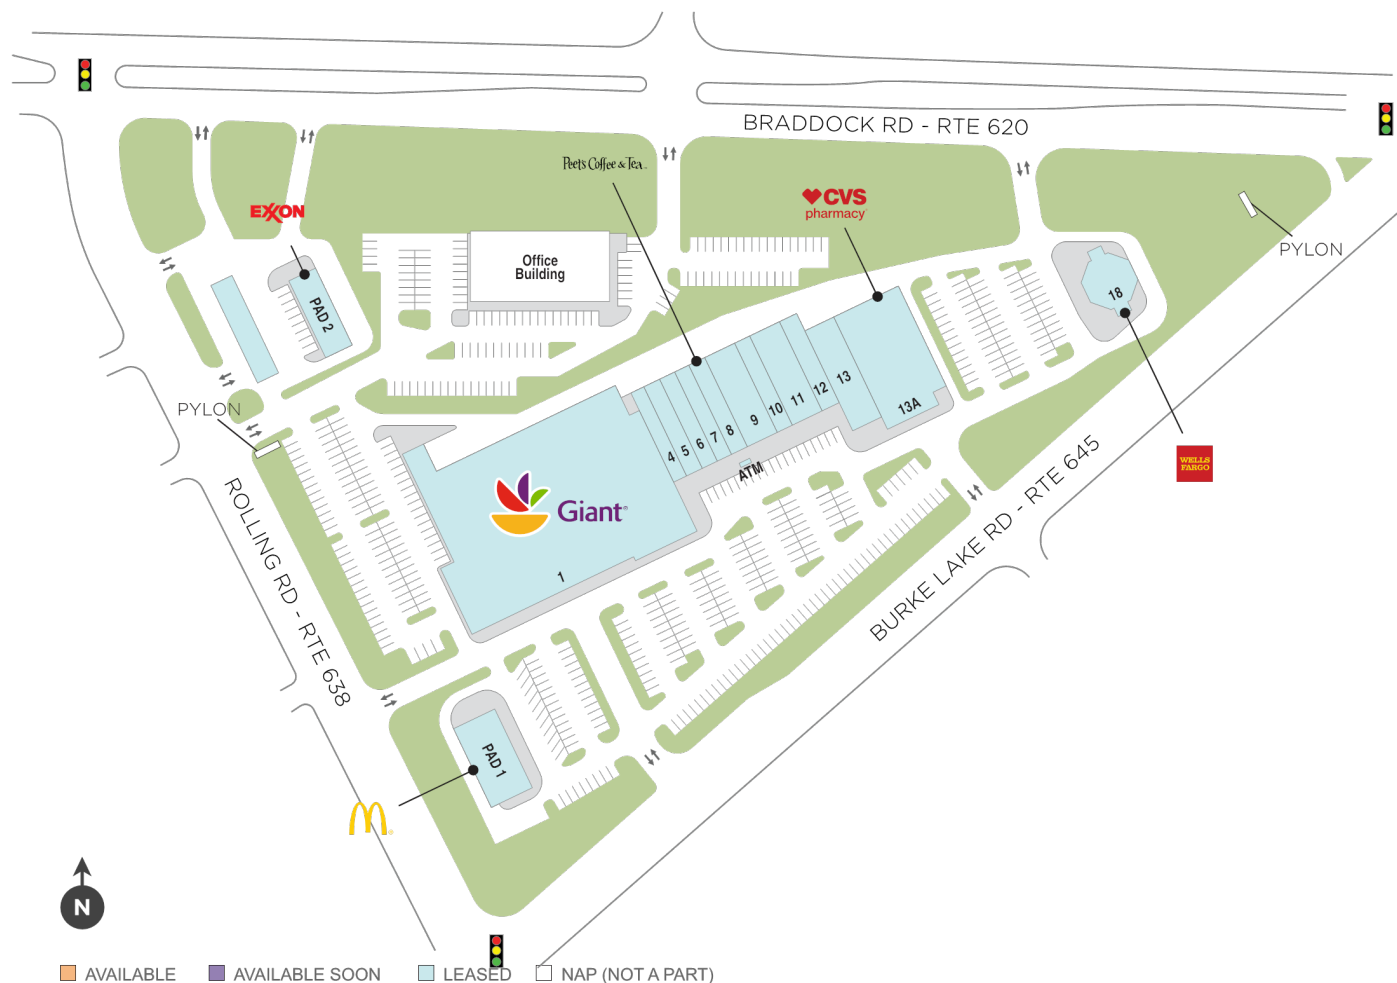 BRADDOCK RD - RTE 620
Peet's Coffee & Tea
CVS
pharmacy
EXXON
PYLON
Office
Building
PAD 2
18
PYLON
13A
13
12
11
10
9
8
7
6
5
4
ATM
WELLS
FARGO
Giant
1
ROLLING RD - RTE 638
BURKE LAKE RD - RTE 645
PAD 1
N
AVAILABLE
AVAILABLE SOON
LEASED
NAP (NOT A PART)